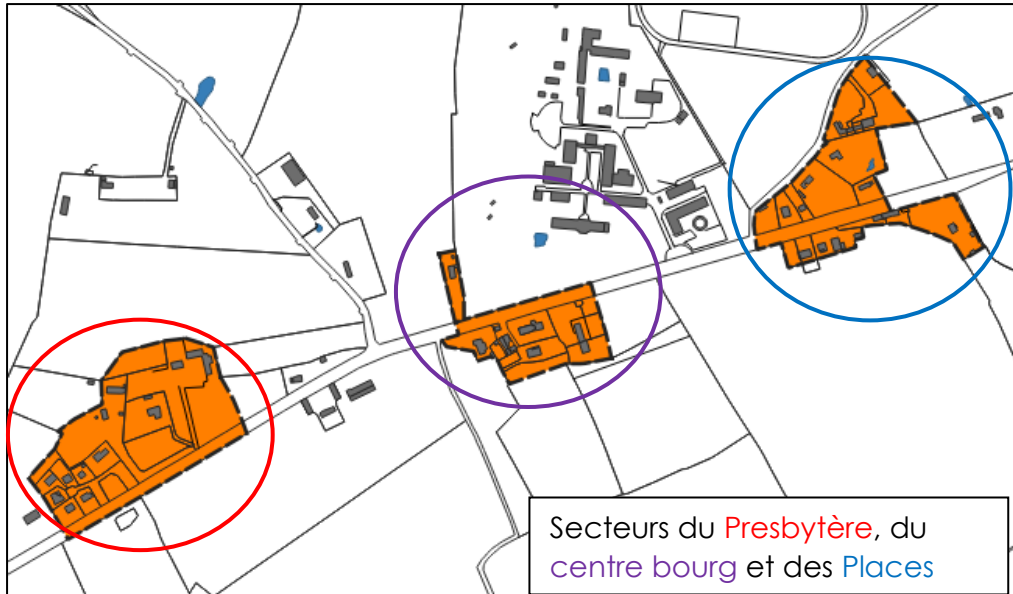 Secteurs du Presbytère, du
centre bourg et des Places